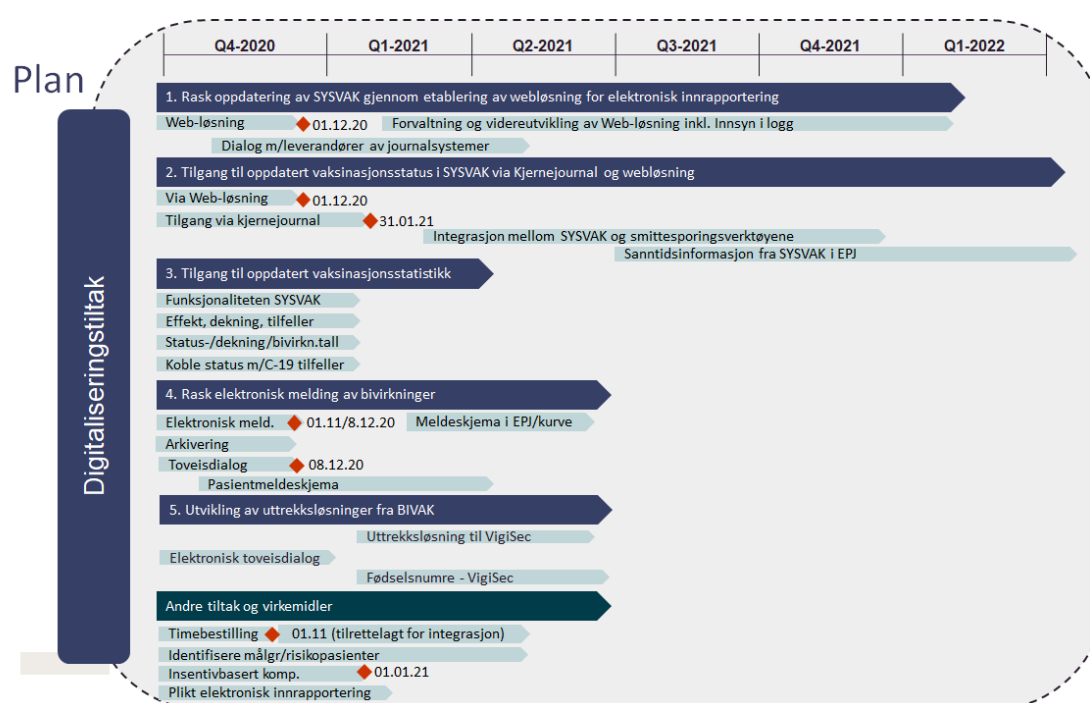 Plan
Q4-2020 Q1-2021 Q2-2021 Q3-2021 Q4-2021 Q1-2022
Digitaliseringstiltak
1. Rask oppdatering av SYSVAK gjennom etablering av webløsning for elektronisk innrapportering
Web-løsning 01.12.20 Forvaltning og videreutvikling av Web-løsning inkl. Innsyn i logg
Dialog m/leverandører av journalsystemer
2. Tilgang til oppdatert vaksinasjonsstatus i SYSVAK via Kjernejournal og webløsning
Via Web-løsning 01.12.20
Tilgang via kjernejournal 31.01.21
Integrasjon mellom SYSVAK og smittesporingsverktøyene
Sanntidsinformasjon fra SYSVAK i EPJ
3. Tilgang til oppdatert vaksinasjonsstatistikk
Funksjonaliteten SYSVAK
Effekt, dekning, tilfeller
Status-/dekning/bivirkn.tall
Koble status m/C-19 tilfeller
4. Rask elektronisk melding av bivirkninger
Elektronisk meld. 01.11/8.12.20 Meldeskjema i EPJ/kurve
Arkivering
Toveisdialog 08.12.20
Pasientmeldeskjema
5. Utvikling av uttrekksløsninger fra BIVAK
Uttrekksløsning til VigiSec
Elektronisk toveisdialog
Fødselsnumre - VigiSec
Andre tiltak og virkemidler
Timebestilling 01.11 (tilrettelagt for integrasjon)
Identifisere målgr/risikopasienter
Insentivbasert komp. 01.01.21
Plikt elektronisk innrapportering